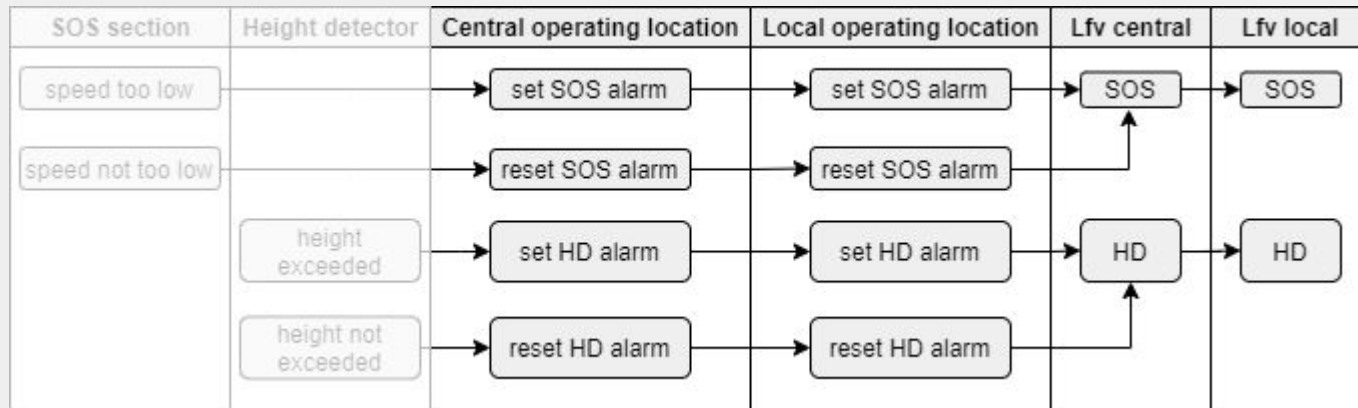 SOS section Height detector Central operating location Local operating location Lfv central Lfv local
speed too low set SOS alarm set SOS alarm SOS SOS
speed not too low reset SOS alarm reset SOS alarm
height
exceeded
set HD alarm set HD alarm HD HD
height not
exceeded
reset HD alarm reset HD alarm